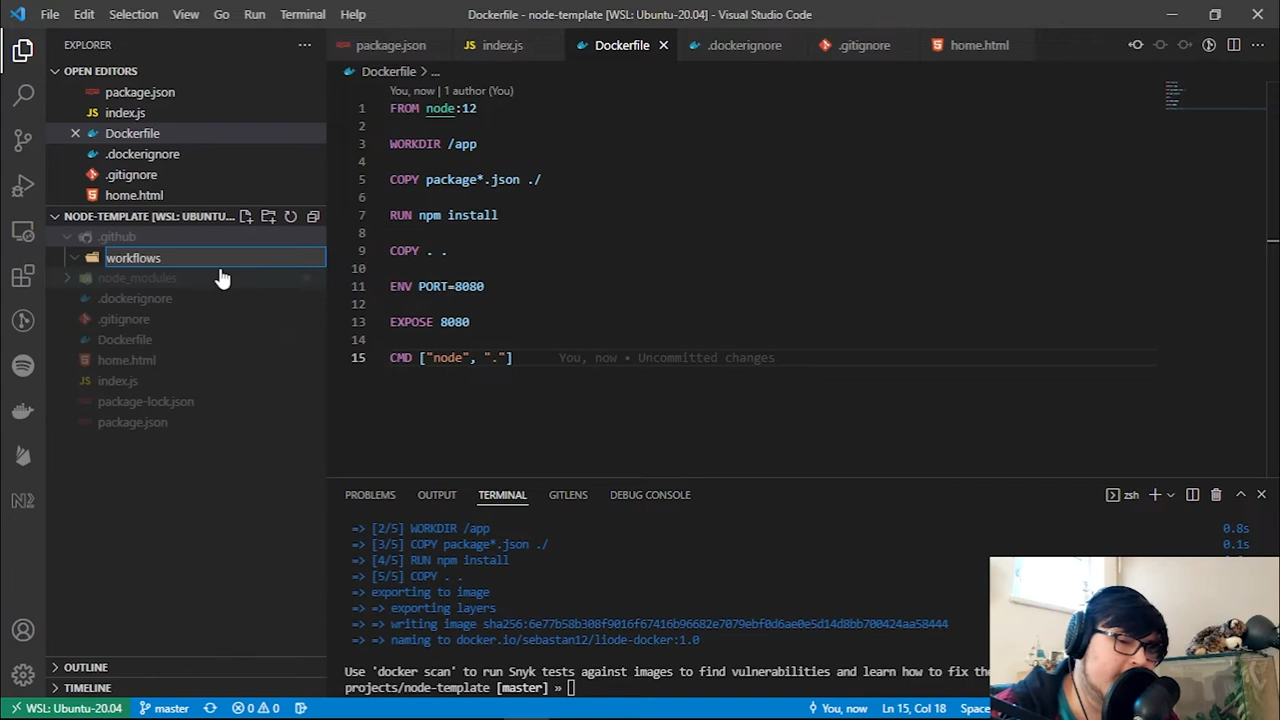 File Edit Selection View Go Run Terminal Help
Dockerfile - node-template [WSL: Ubuntu-20.04] - Visual Studio Code
EXPLORER
OPEN EDITORS
package.json
index.js
Dockerfile
.dockerignore
.gitignore
home.html
NODE-TEMPLATE [WSL: UBUNTU...
.github
workflows
node_modules
.dockerignore
.gitignore
Dockerfile
home.html
index.js
package-lock.json
package.json
OUTLINE
TIMELINE
package.json index.js Dockerfile .dockerignore .gitignore home.html
Dockerfile > ...
You, now | 1 author (You)
1 FROM node:12
2
3 WORKDIR /app
4
5 COPY package*.json ./
6
7 RUN npm install
8
9 COPY . .
10
11 ENV PORT=8080
12
13 EXPOSE 8080
14
15 CMD ["node", "."] You, now • Uncommitted changes
PROBLEMS OUTPUT TERMINAL GITLENS DEBUG CONSOLE
zsh
=> [2/5] WORKDIR /app 0.8s
=> [3/5] COPY package*.json ./ 0.1s
=> [4/5] RUN npm install
=> [5/5] COPY . .
=> exporting to image
=> => exporting layers
=> => writing image sha256:6e77b58b308f9016f67416b96682e7079ebf0d6ae0e5d14d8bb700424aa58444
=> => naming to docker.io/sebastan12/liode-docker:1.0
Use 'docker scan' to run Snyk tests against images to find vulnerabilities and learn how to fix the
projects/node-template [master] »
WSL: Ubuntu-20.04 master 0 0 You, now Ln 15, Col 18 Space